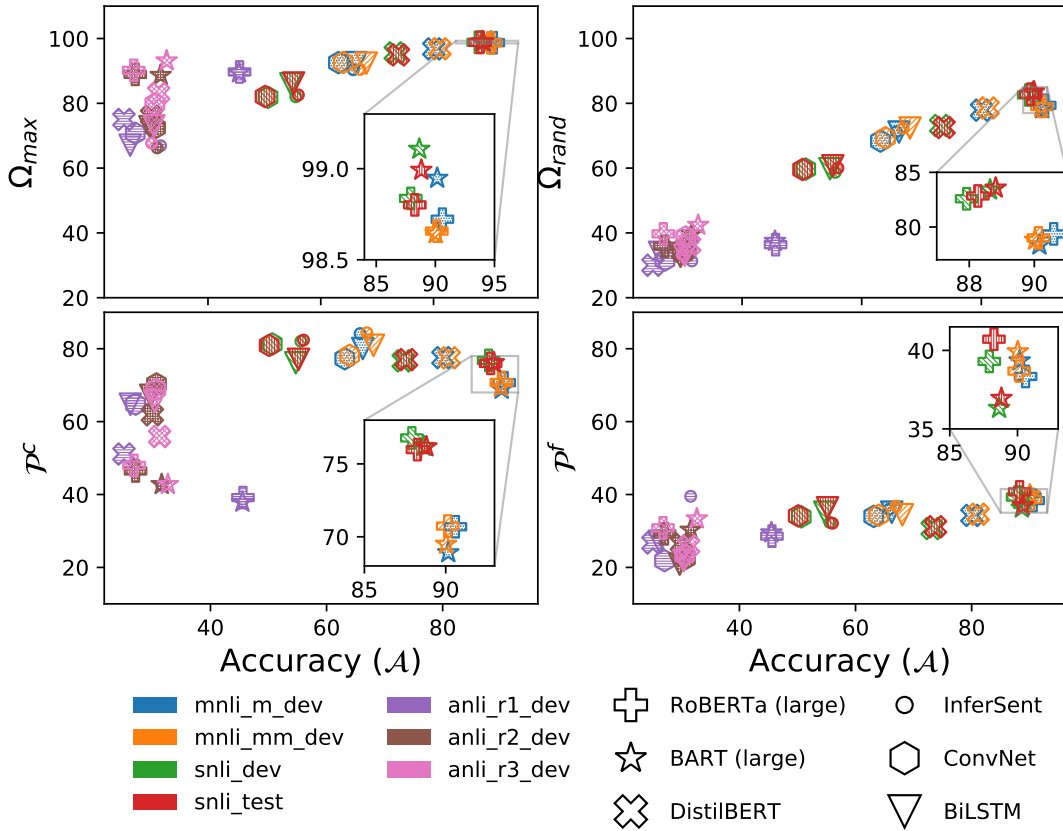 Ω_max
100
80
60
40
20
99.0
98.5
85 90 95
Ω_rand
100
80
60
40
20
85
80
88 90
𝒫^c
80
60
40
20
75
70
85 90
40 60 80
Accuracy (𝒜)
𝒫^f
80
60
40
20
40
35
85 90
40 60 80
Accuracy (𝒜)
mnli_m_dev
mnli_mm_dev
snli_dev
snli_test
anli_r1_dev
anli_r2_dev
anli_r3_dev
RoBERTa (large)
BART (large)
DistilBERT
InferSent
ConvNet
BiLSTM